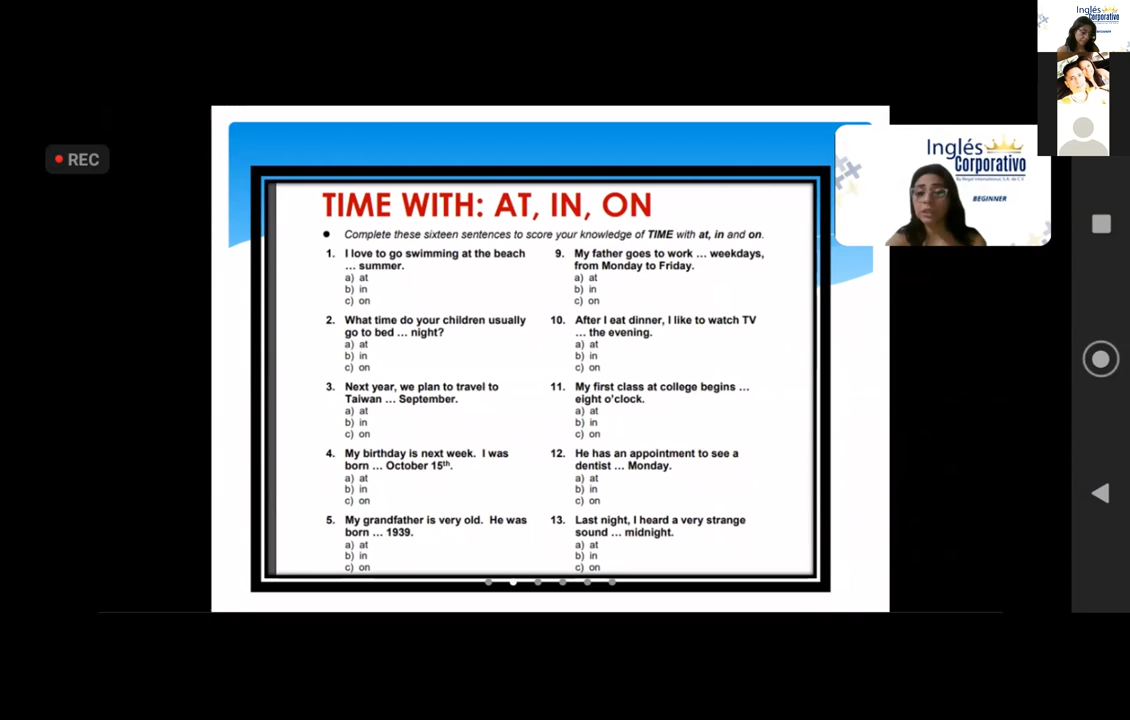 REC
TIME WITH: AT, IN, ON
Complete these sixteen sentences to score your knowledge of TIME with at, in and on.
1. I love to go swimming at the beach
... summer.
a) at
b) in
c) on
2. What time do your children usually
go to bed ... night?
a) at
b) in
c) on
3. Next year, we plan to travel to
Taiwan ... September.
a) at
b) in
c) on
4. My birthday is next week. I was
born ... October 15th.
a) at
b) in
c) on
5. My grandfather is very old. He was
born ... 1939.
a) at
b) in
c) on
9. My father goes to work ... weekdays,
from Monday to Friday.
a) at
b) in
c) on
10. After I eat dinner, I like to watch TV
... the evening.
a) at
b) in
c) on
11. My first class at college begins ...
eight o'clock.
a) at
b) in
c) on
12. He has an appointment to see a
dentist ... Monday.
a) at
b) in
c) on
13. Last night, I heard a very strange
sound ... midnight.
a) at
b) in
c) on
Inglés
Corporativo
BEGINNER
Inglés
Corporativo
BEGINNER